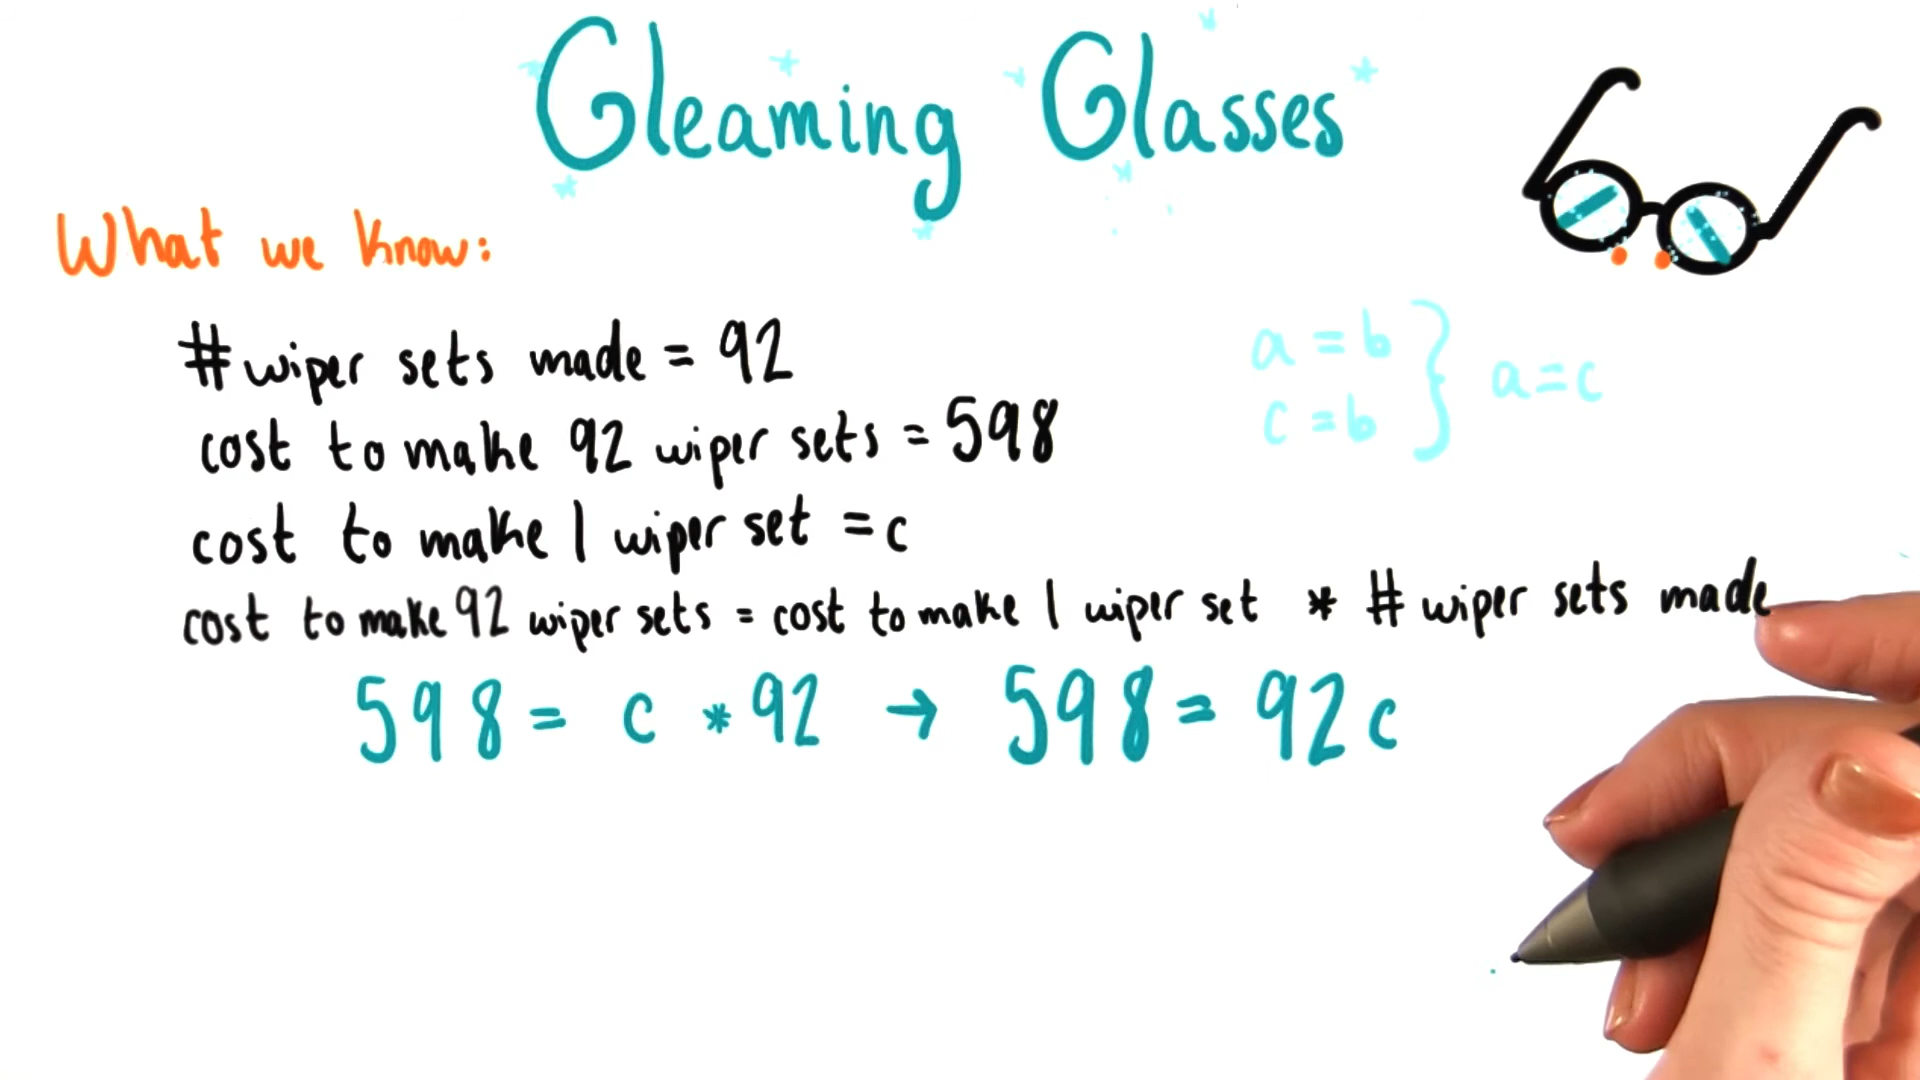 Gleaming Glasses
What we know:
# wiper sets made = 92
cost to make 92 wiper sets = 598
cost to make 1 wiper set = c
cost to make 92 wiper sets = cost to make 1 wiper set * # wiper sets made
598 = c * 92 → 598 = 92c
a = b
c = b
} a = c